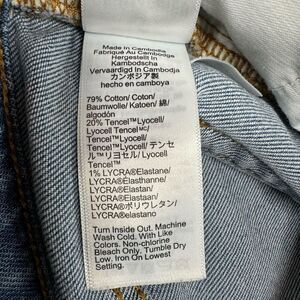 Made In Cambodia
Fabriqué Au Cambodge
Hergestellt In
Kambodscha
Vervaardigd In Cambodja
カンボジア製
hecho en camboya
79% Cotton/ Coton/
Baumwolle/ Katoen/ 綿/
algodón
20% Tencel™Lyocell/
Lyocell Tencelᴹᶜ/
Tencel™Lyocell/
Tencel™Lyocell/ テンセ
ル™リヨセル/ Lyocell
Tencel™
1% LYCRA®Elastane/
LYCRA®Élasthanne/
LYCRA®Elastan/
LYCRA®Elastaan/
LYCRA®ポリウレタン/
LYCRA®elastano
Turn Inside Out. Machine
Wash Cold. With Like
Colors. Non-chlorine
Bleach Only, Tumble Dry
Low. Iron On Lowest
Setting.